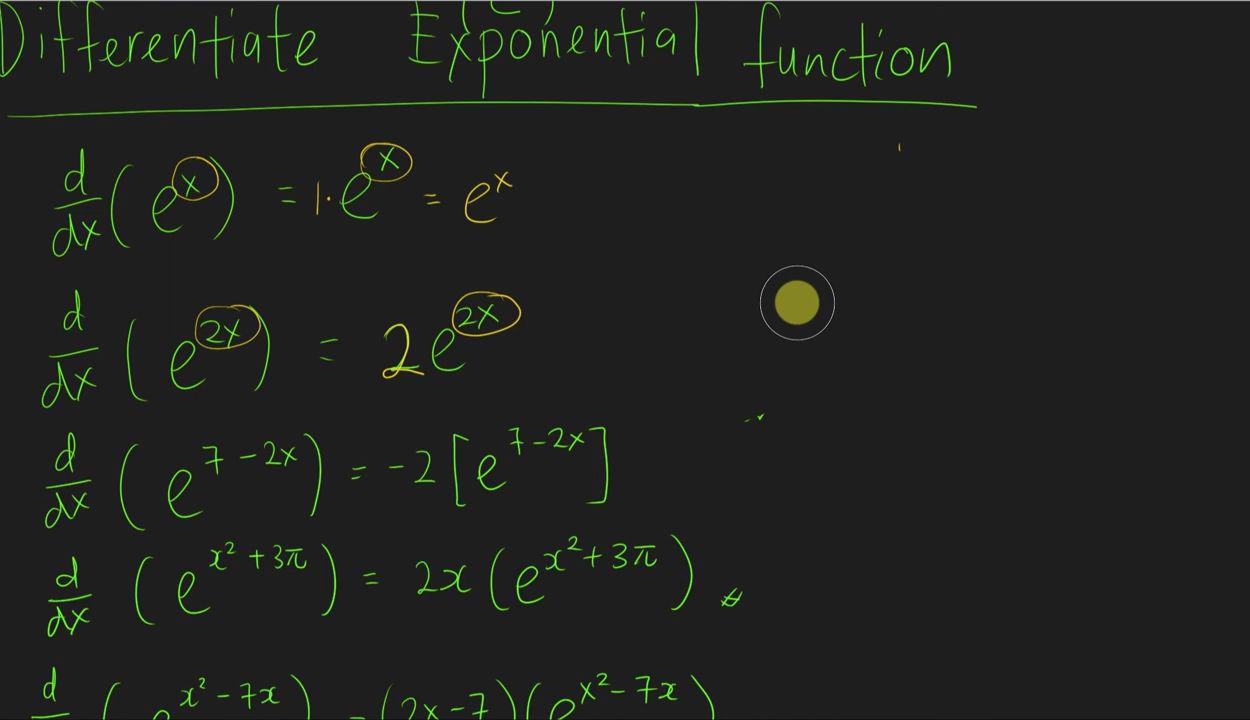 Differentiate Exponential function
d/dx (e^x) = 1·e^x = e^x
d/dx (e^2x) = 2e^2x
d/dx (e^7-2x) = -2[e^7-2x]
d/dx (e^x²+3π) = 2x(e^x²+3π)
d (e^x²-7x) = (2x-7)(e^x²-7x)